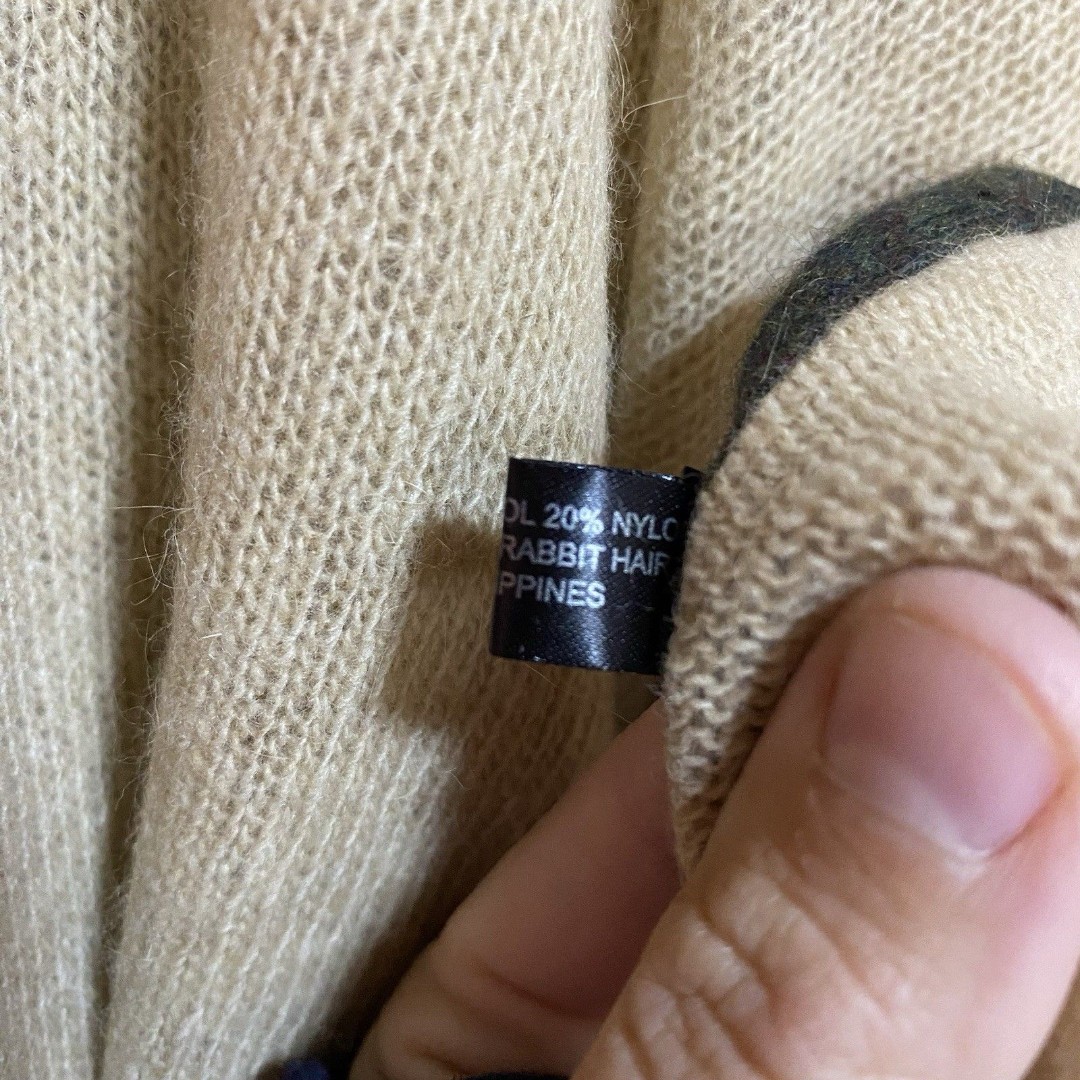 OL 20% NYLO
RABBIT HAIR
PPINES